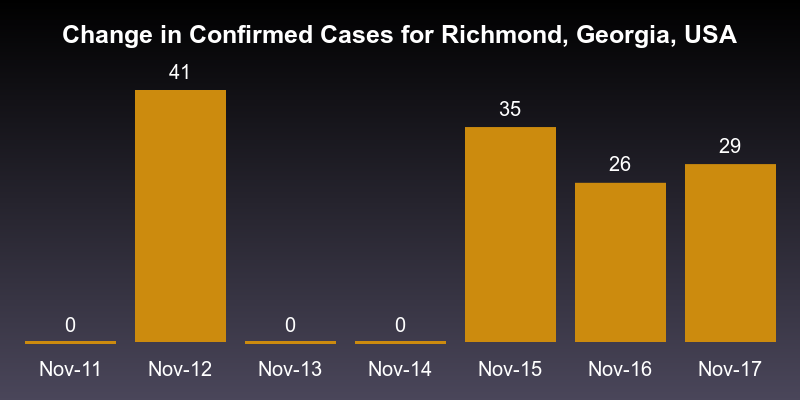 Change in Confirmed Cases for Richmond, Georgia, USA
41
35
29
26
0
0
0
Nov-11
Nov-12
Nov-13
Nov-14
Nov-15
Nov-16
Nov-17